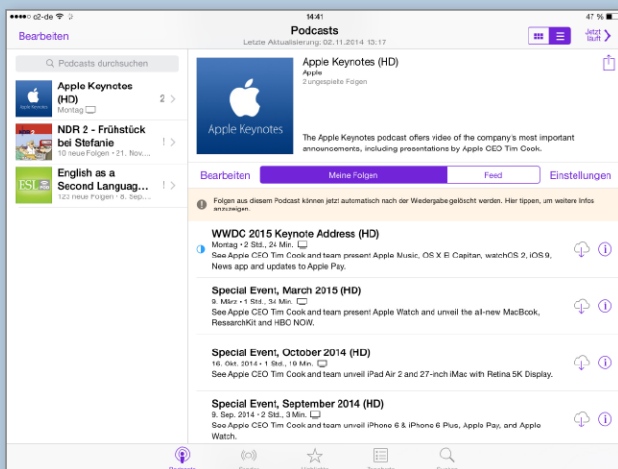 o2-de 14:41 47 %
Bearbeiten Podcasts Jetzt läuft
Letzte Aktualisierung: 02.11.2014 15:17
Podcasts durchsuchen
Apple Keynotes (HD)
Montag
2
NDR 2 - Frühstück bei Stefanie
10 neue Folgen • 21. Nov....
!
English as a Second Languag...
122 neue Folgen • 8. Sep...
!
Apple Keynotes
Apple Keynotes (HD)
Apple
2 ungespielte Folgen
The Apple Keynotes podcast offers video of the company's most important
announcements, including presentations by Apple CEO Tim Cook.
Bearbeiten Meine Folgen Feed Einstellungen
Folgen aus diesem Podcast können jetzt automatisch nach der Wiedergabe gelöscht werden. Hier tippen, um weitere Infos
anzuzeigen.
WWDC 2015 Keynote Address (HD)
Montag • 2 Std., 24 Min.
See Apple CEO Tim Cook and team present Apple Music, OS X El Capitan, watchOS 2, iOS 9,
News app and updates to Apple Pay.
Special Event, March 2015 (HD)
9. März • 1 Std., 34 Min.
See Apple CEO Tim Cook and team present Apple Watch and unveil the all-new MacBook,
ResearchKit and HBO NOW.
Special Event, October 2014 (HD)
16. Okt. 2014 • 1 Std., 19 Min.
See Apple CEO Tim Cook and team unveil iPad Air 2 and 27-inch iMac with Retina 5K Display.
Special Event, September 2014 (HD)
9. Sep. 2014 • 2 Std., 3 Min.
See Apple CEO Tim Cook and team unveil iPhone 6 & iPhone 6 Plus, Apple Pay, and Apple
Watch.